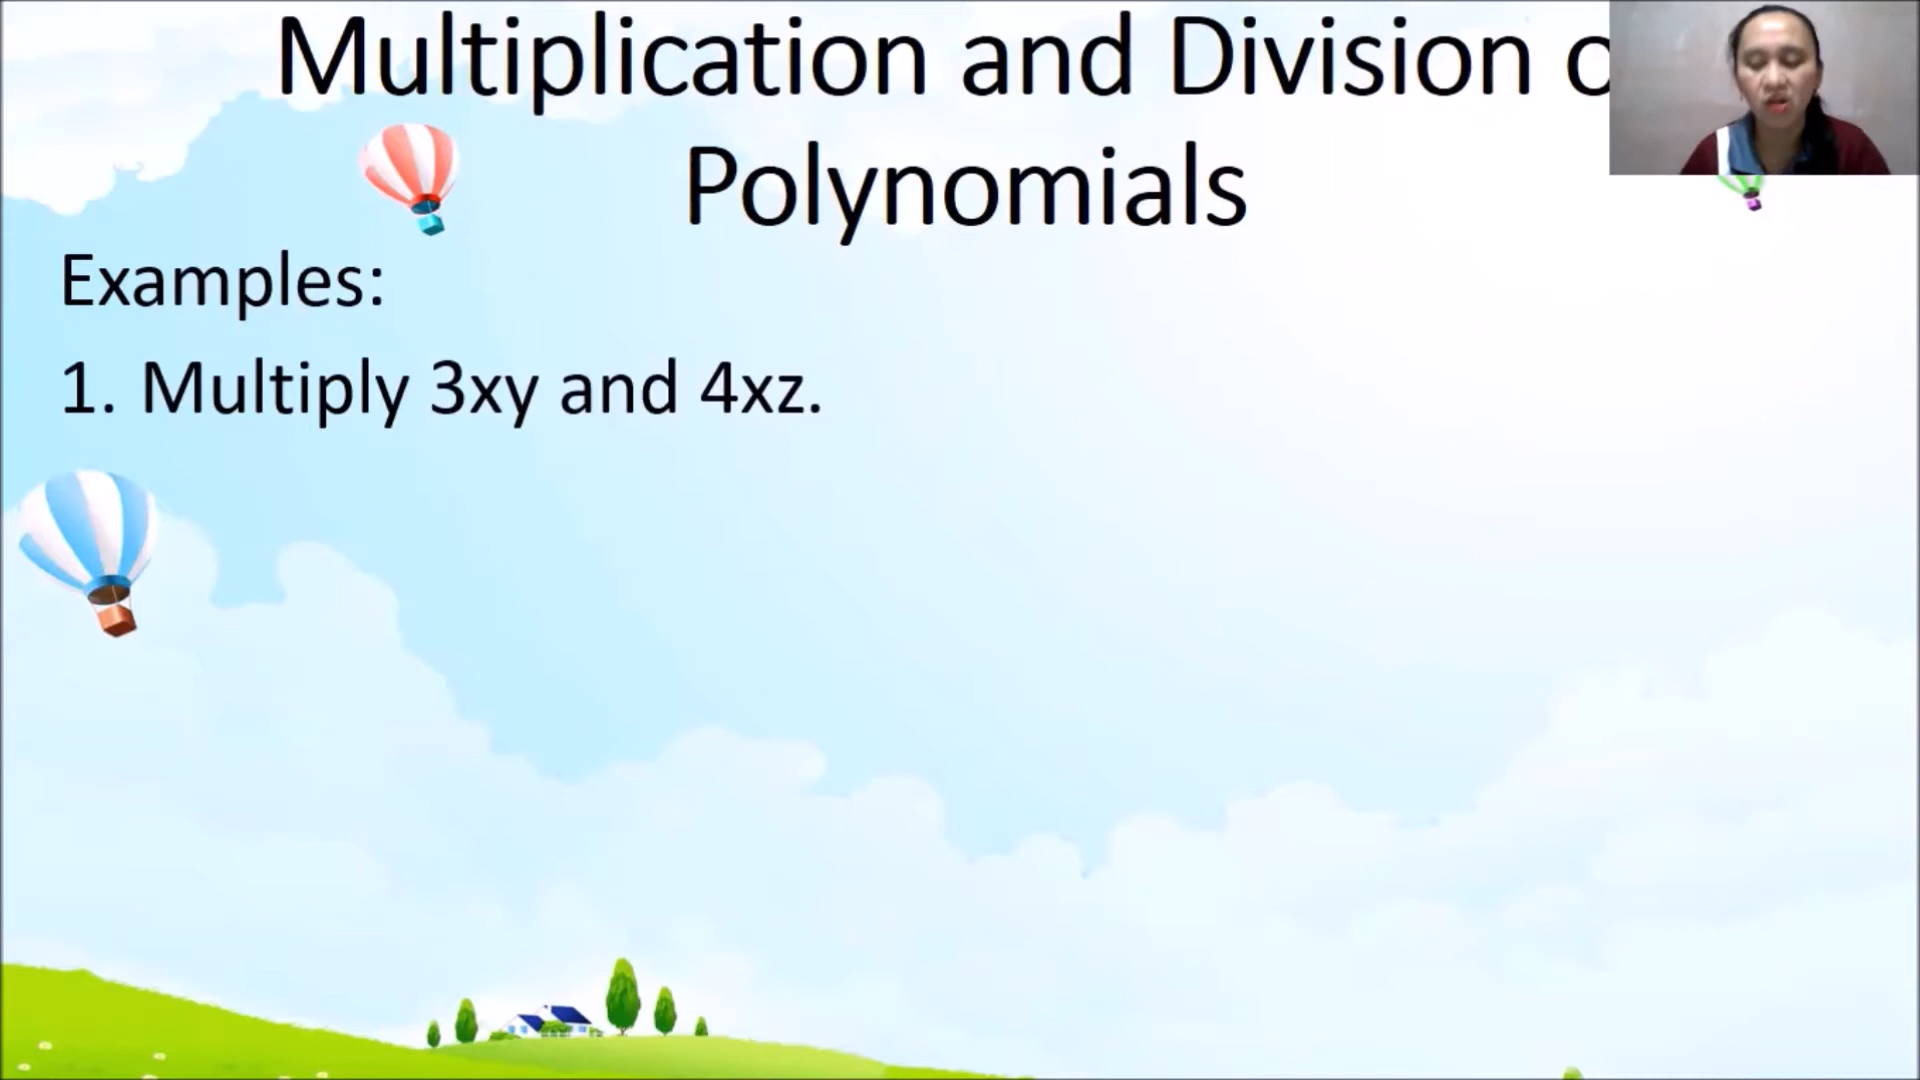 Multiplication and Division o
Polynomials
Examples:
1. Multiply 3xy and 4xz.